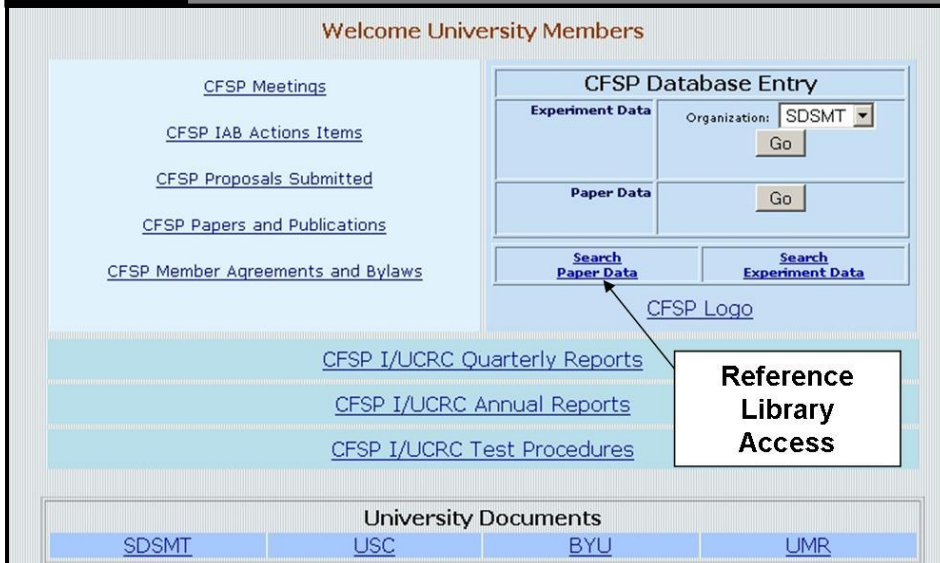 Welcome University Members
CFSP Meetings
CFSP IAB Actions Items
CFSP Proposals Submitted
CFSP Papers and Publications
CFSP Member Agreements and Bylaws
CFSP Database Entry
Experiment Data
Organization: SDSMT
Go
Paper Data
Go
Search
Paper Data
Search
Experiment Data
CFSP Logo
CFSP I/UCRC Quarterly Reports
CFSP I/UCRC Annual Reports
CFSP I/UCRC Test Procedures
Reference
Library
Access
University Documents
SDSMT USC BYU UMR